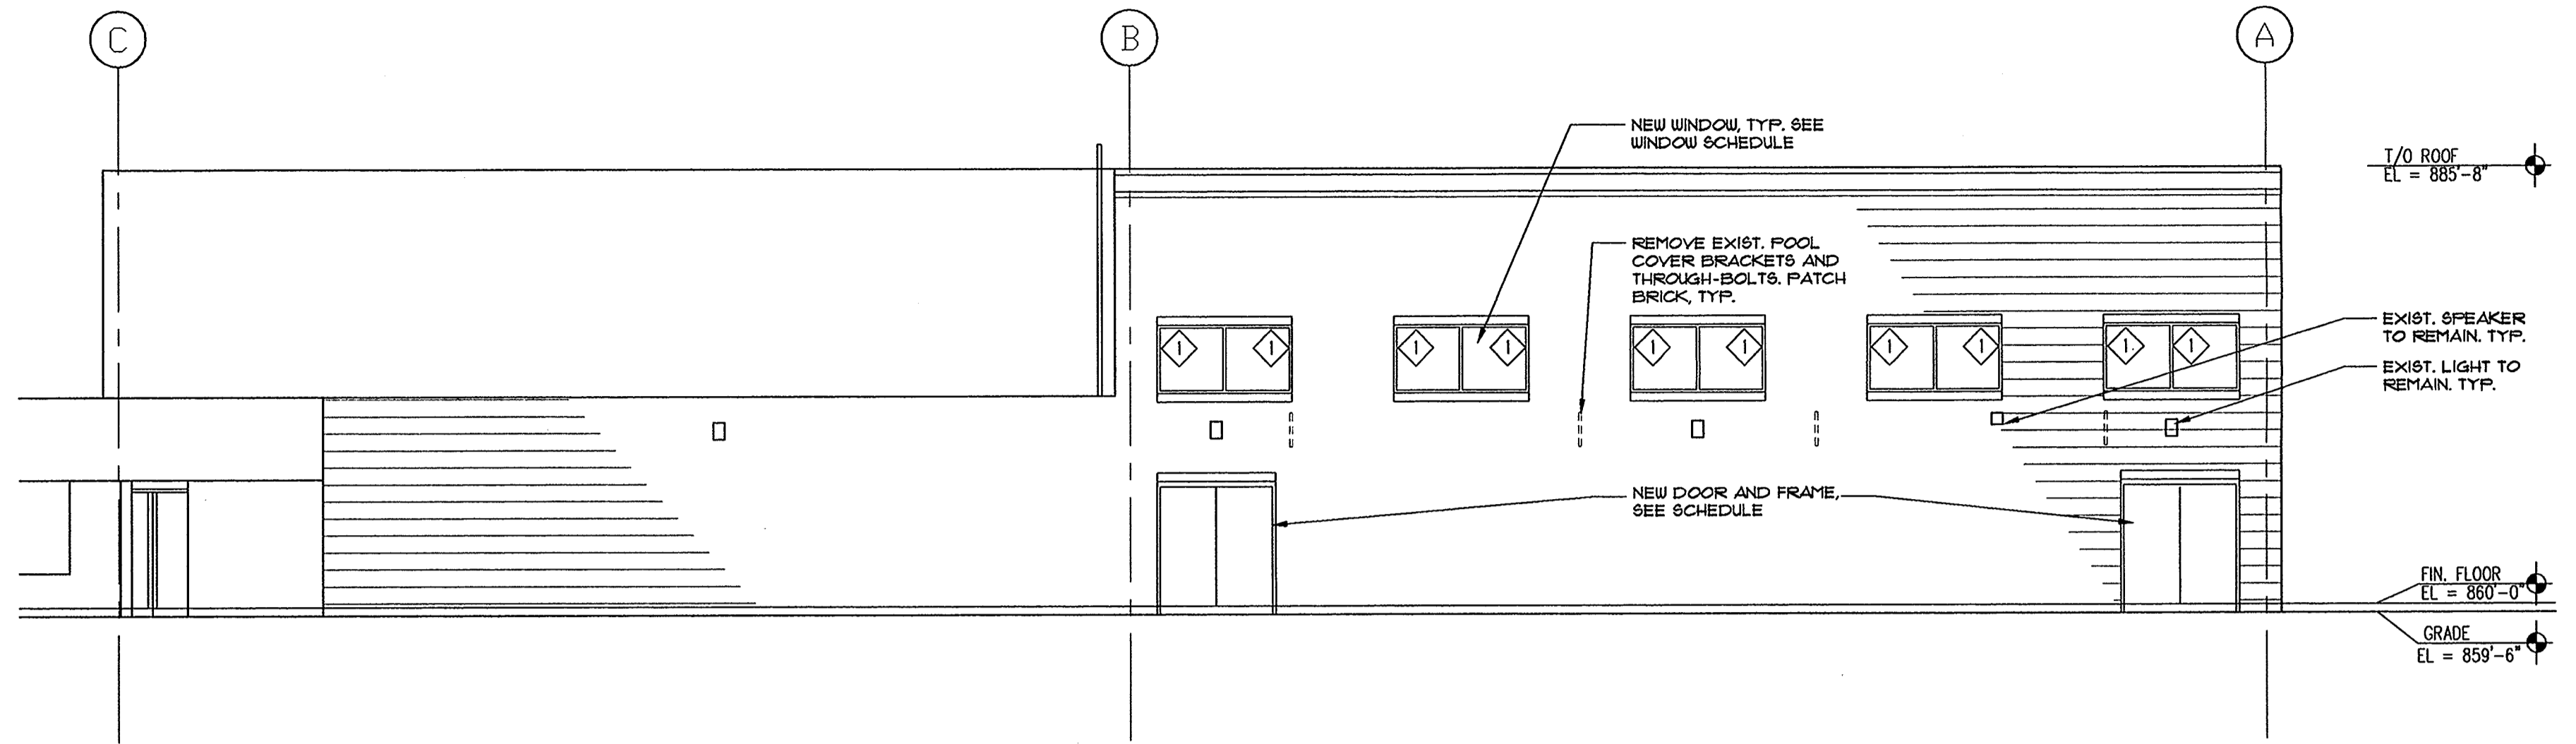 C
B
A
NEW WINDOW, TYP. SEE
WINDOW SCHEDULE
T/O ROOF
EL = 885'-8"
REMOVE EXIST. POOL
COVER BRACKETS AND
THROUGH-BOLTS. PATCH
BRICK, TYP.
EXIST. SPEAKER
TO REMAIN. TYP.
EXIST. LIGHT TO
REMAIN. TYP.
1
1
1
1
1
1
1
1
1
1
NEW DOOR AND FRAME,
SEE SCHEDULE
FIN. FLOOR
EL = 860'-0"
GRADE
EL = 859'-6"